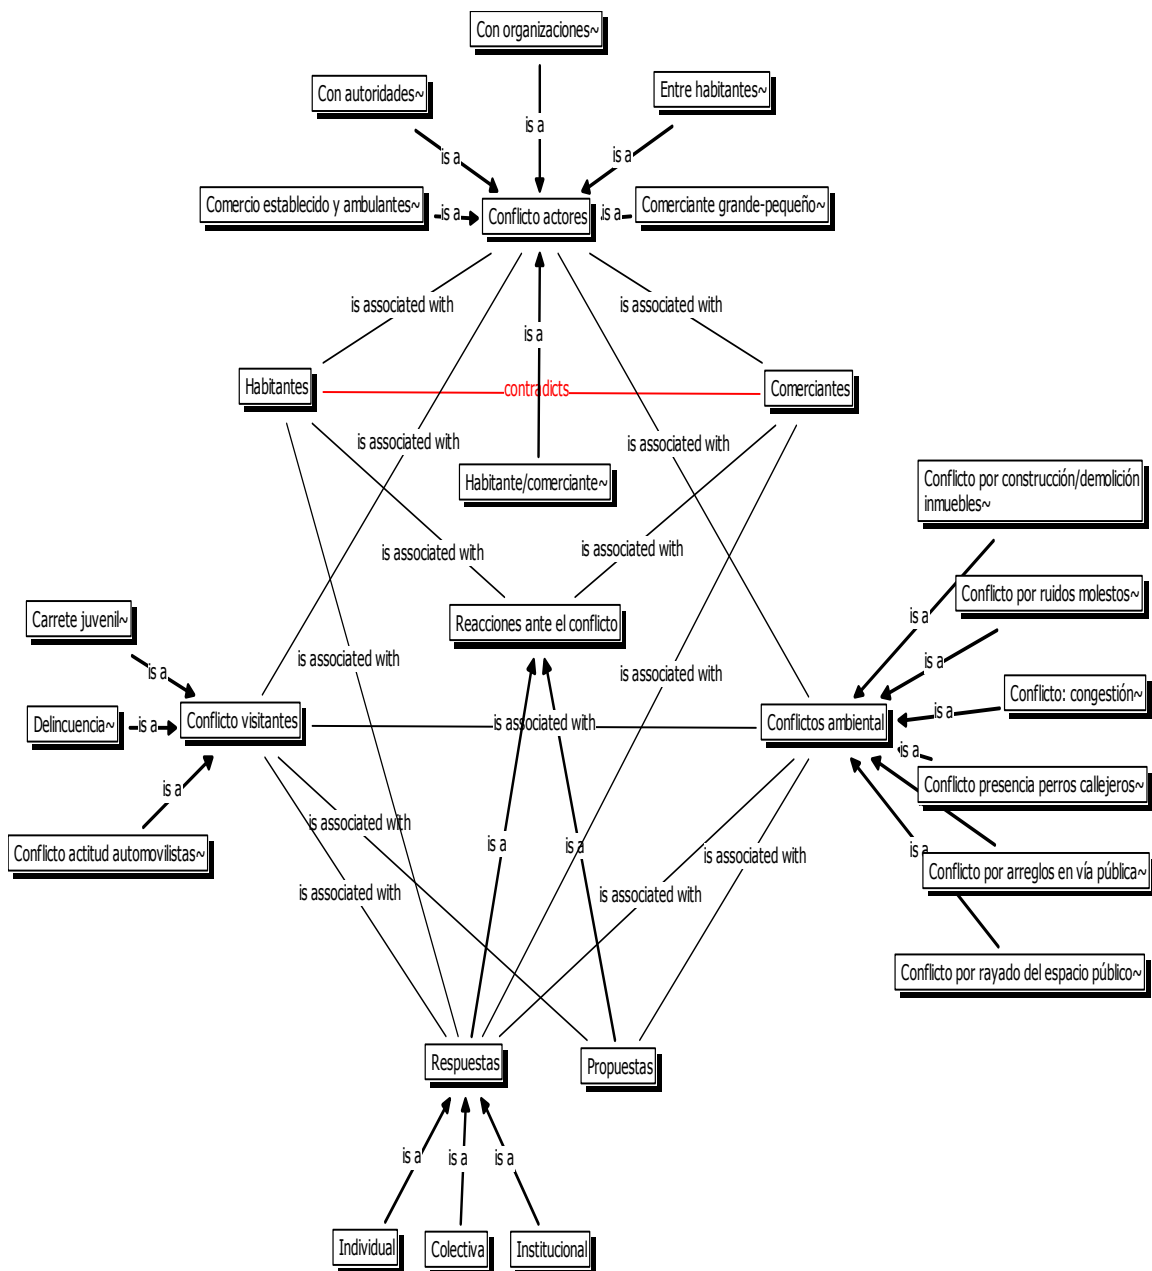 Con organizaciones~
Con autoridades~
Entre habitantes~
is a
is a
is a
Comercio establecido y ambulantes~
is a
Conflicto actores
is a
Comerciante grande-pequeño~
is associated with
is associated with
is a
Habitantes
contradicts
Comerciantes
is associated with
is associated with
Habitante/comerciante~
Conflicto por construcción/demolición
inmuebles~
is associated with
is associated with
Conflicto por ruidos molestos~
Carrete juvenil~
Reacciones ante el conflicto
is a
is associated with
is associated with
is a
is a
Conflicto: congestión~
Delincuencia~
is a
Conflicto visitantes
is associated with
Conflictos ambiental
is a
is a
Conflicto presencia perros callejeros~
is a
is associated with
Conflicto actitud automovilistas~
is a
is a
is associated with
is a
Conflicto por arreglos en vía pública~
is associated with
is associated with
Conflicto por rayado del espacio público~
Respuestas
Propuestas
is a
is a
is a
Individual
Colectiva
Institucional